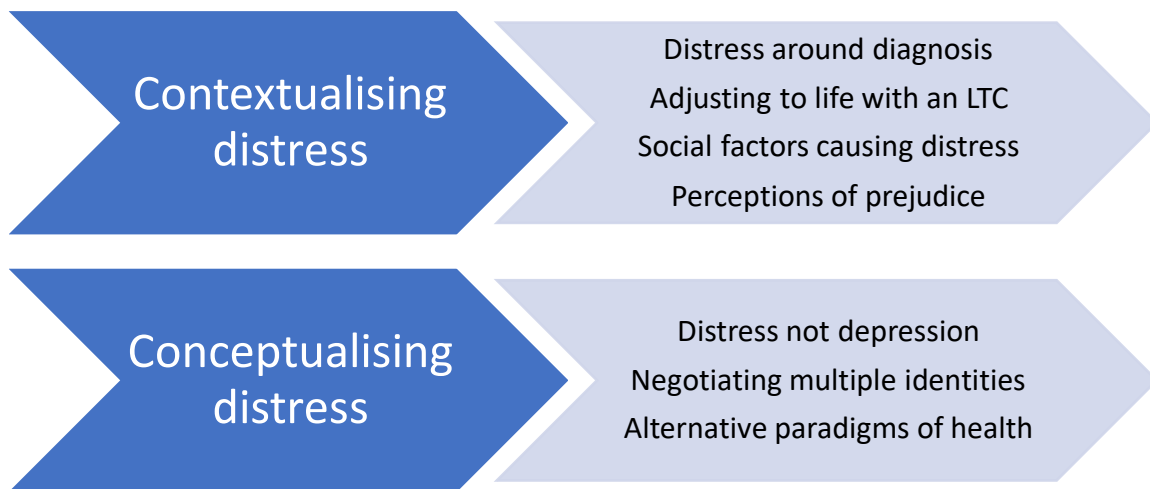 Contextualising
distress
Distress around diagnosis
Adjusting to life with an LTC
Social factors causing distress
Perceptions of prejudice
Conceptualising
distress
Distress not depression
Negotiating multiple identities
Alternative paradigms of health